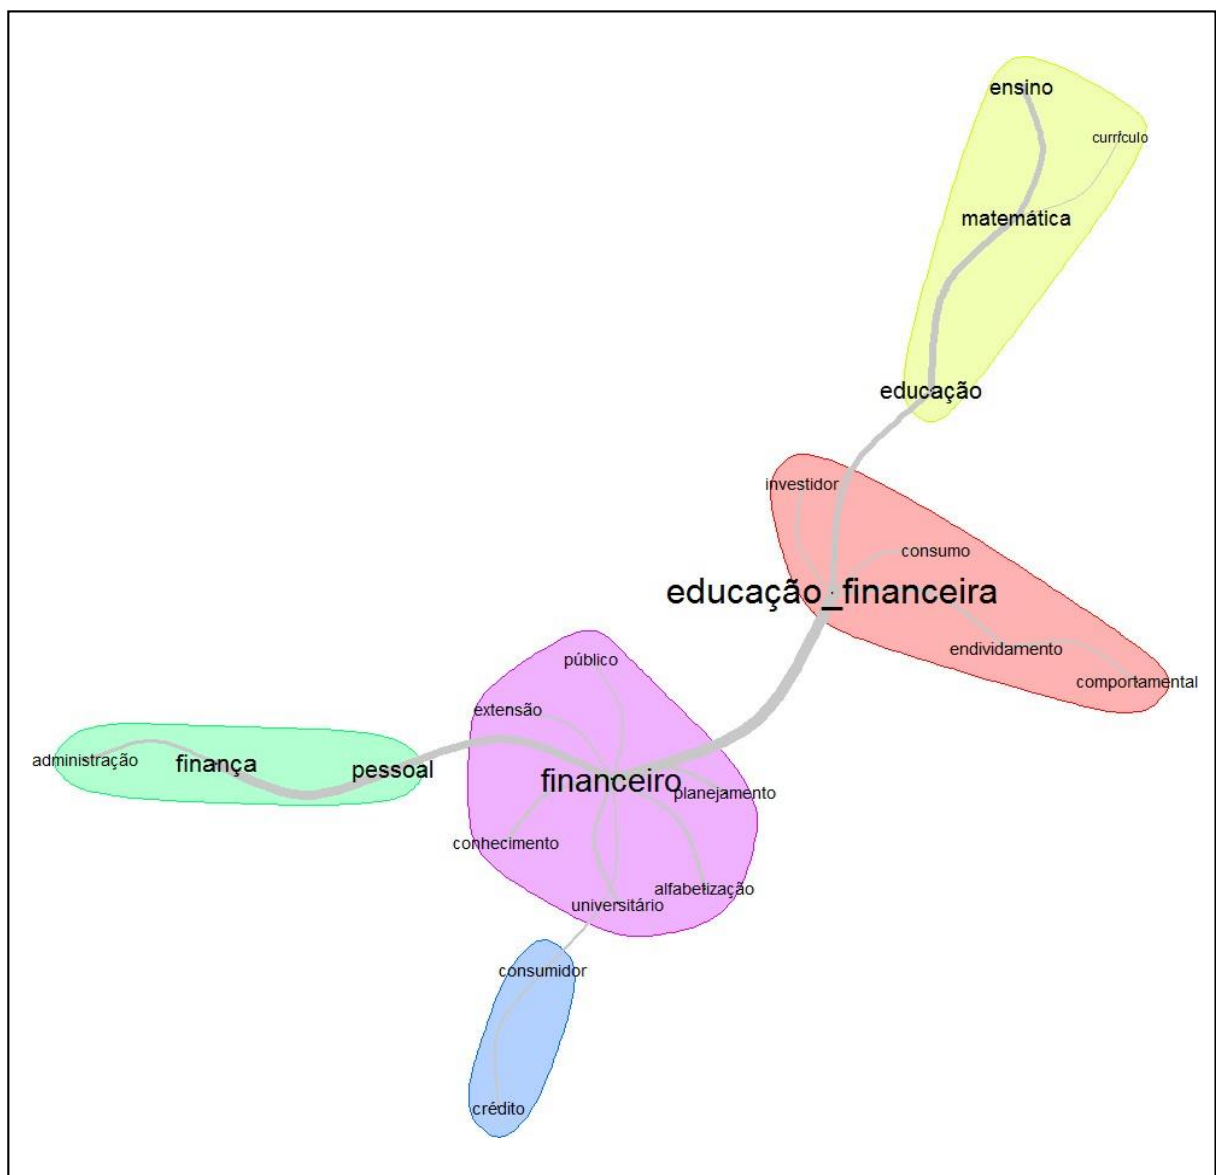 ensino
currículo
matemática
educação
investidor
consumo
educação_financeira
endividamento
comportamental
público
extensão
administração
finança
pessoal
financeiro
planejamento
conhecimento
alfabetização
universitário
consumidor
crédito